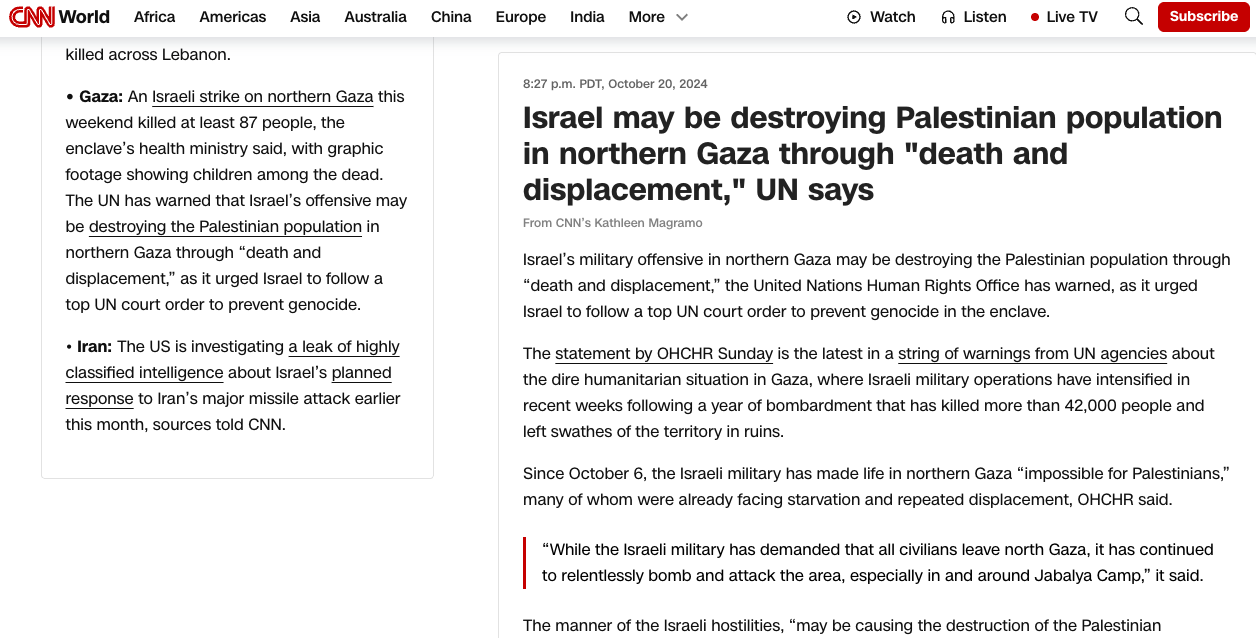 CNN World Africa Americas Asia Australia China Europe India More Watch Listen Live TV Subscribe
killed across Lebanon.
• Gaza: An Israeli strike on northern Gaza this
weekend killed at least 87 people, the
enclave’s health ministry said, with graphic
footage showing children among the dead.
The UN has warned that Israel’s offensive may
be destroying the Palestinian population in
northern Gaza through “death and
displacement,” as it urged Israel to follow a
top UN court order to prevent genocide.
• Iran: The US is investigating a leak of highly
classified intelligence about Israel’s planned
response to Iran’s major missile attack earlier
this month, sources told CNN.
8:27 p.m. PDT, October 20, 2024
Israel may be destroying Palestinian population
in northern Gaza through "death and
displacement," UN says
From CNN’s Kathleen Magramo
Israel’s military offensive in northern Gaza may be destroying the Palestinian population through
“death and displacement,” the United Nations Human Rights Office has warned, as it urged
Israel to follow a top UN court order to prevent genocide in the enclave.
The statement by OHCHR Sunday is the latest in a string of warnings from UN agencies about
the dire humanitarian situation in Gaza, where Israeli military operations have intensified in
recent weeks following a year of bombardment that has killed more than 42,000 people and
left swathes of the territory in ruins.
Since October 6, the Israeli military has made life in northern Gaza “impossible for Palestinians,”
many of whom were already facing starvation and repeated displacement, OHCHR said.
“While the Israeli military has demanded that all civilians leave north Gaza, it has continued
to relentlessly bomb and attack the area, especially in and around Jabalya Camp,” it said.
The manner of the Israeli hostilities, “may be causing the destruction of the Palestinian